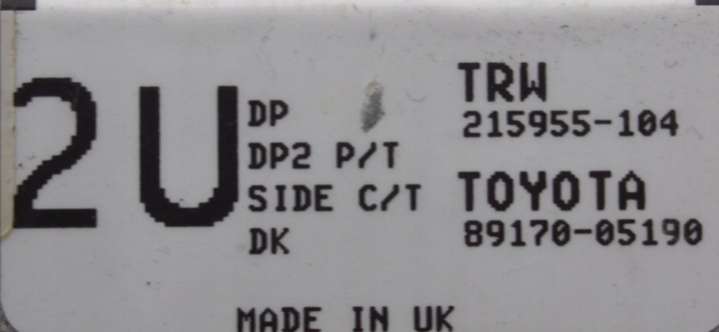 2U
DP
DP2 P/T
SIDE C/T
DK
TRW
215955-104
TOYOTA
89170-05190
MADE IN UK